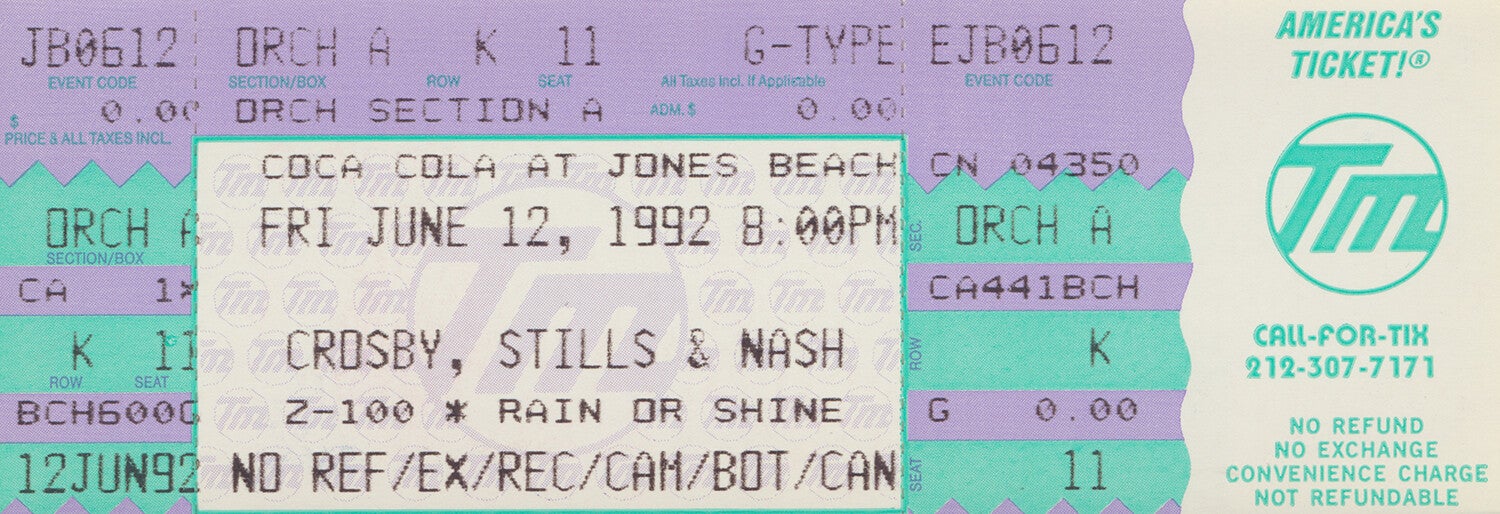 JB0612
EVENT CODE
$ 0.00
PRICE & ALL TAXES INCL.
ORCH A
SECTION/BOX
CA 1*
K 11
ROW SEAT
BCH600G
12JUN92
ORCH A K 11 G-TYPE
SECTION/BOX ROW SEAT All Taxes Incl. If Applicable
ORCH SECTION A ADM. $ 0.00
COCA COLA AT JONES BEACH
FRI JUNE 12, 1992 8:00PM
CROSBY, STILLS & NASH
Z-100 * RAIN OR SHINE
NO REF/EX/REC/CAM/BOT/CAN
EJB0612
EVENT CODE
CN 04350
SEC. ORCH A
CA441BCH
ROW K
G 0.00
SEAT 11
AMERICA'S
TICKET!®
TM
CALL-FOR-TIX
212-307-7171
NO REFUND
NO EXCHANGE
CONVENIENCE CHARGE
NOT REFUNDABLE